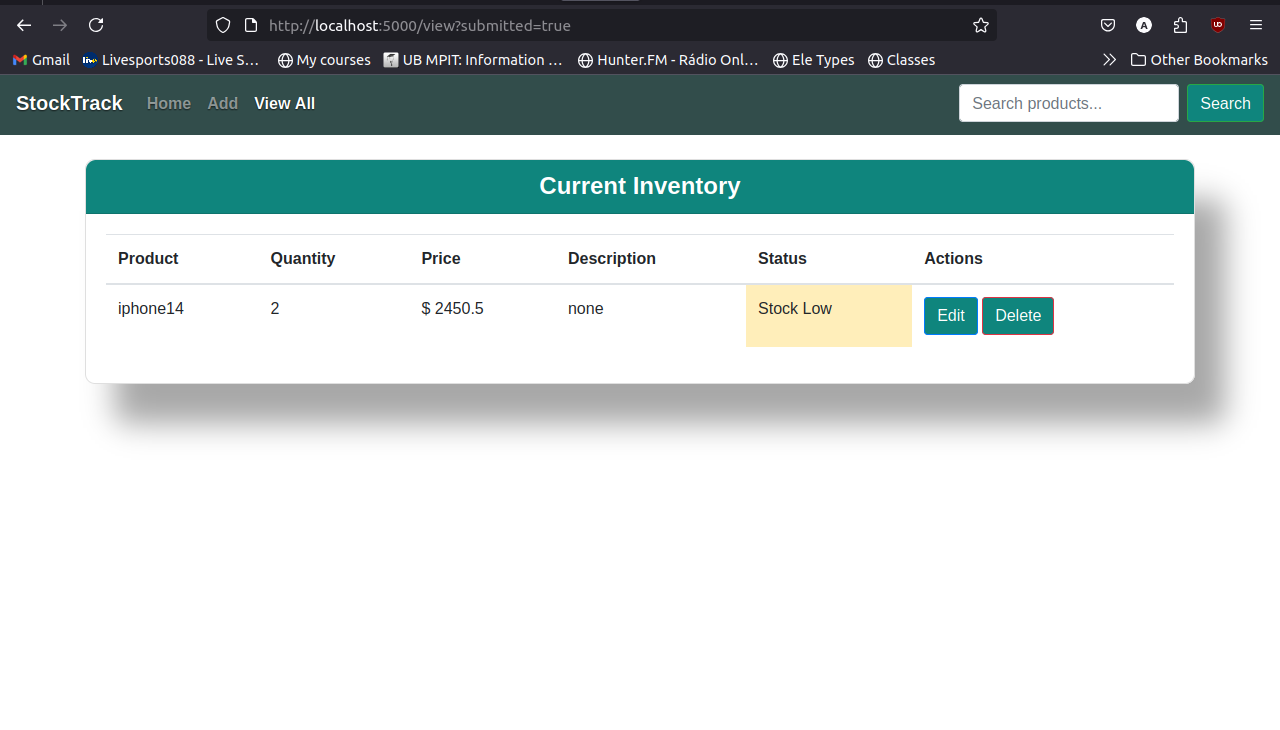 http://localhost:5000/view?submitted=true
Gmail Livesports088 - Live S… My courses UB MPIT: Information … Hunter.FM - Rádio Onl… Ele Types Classes Other Bookmarks
StockTrack Home Add View All Search products... Search
Current Inventory
Product Quantity Price Description Status Actions
iphone14 2 $ 2450.5 none Stock Low Edit Delete